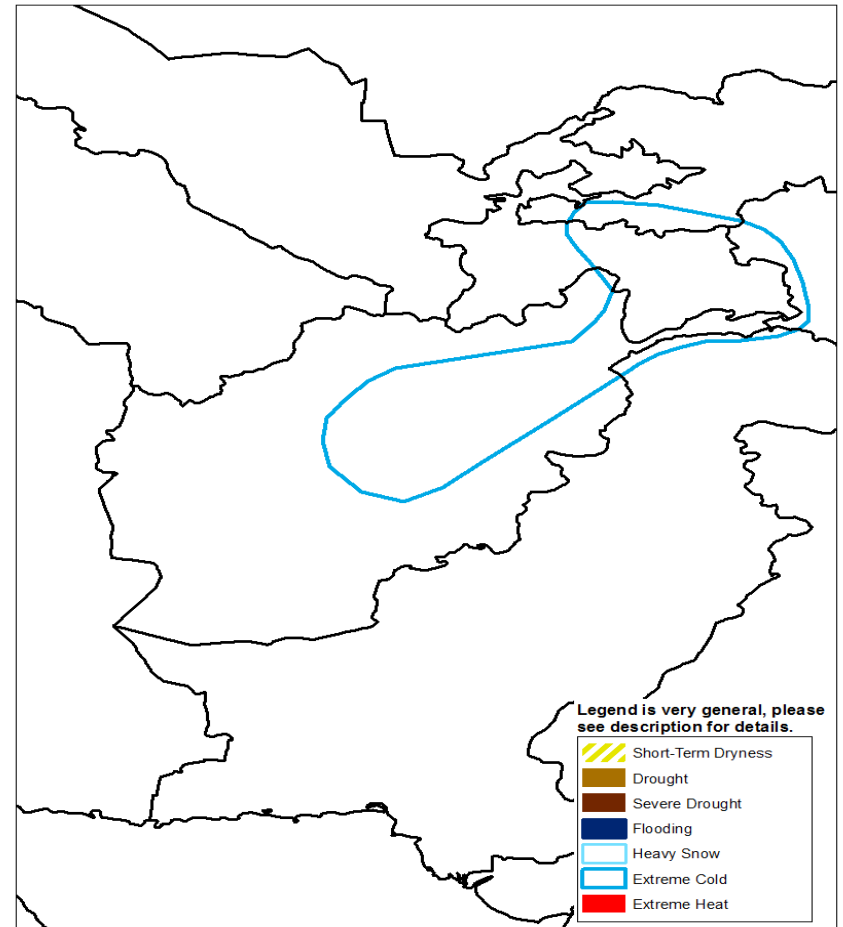 Legend is very general, please
see description for details.
Short-Term Dryness
Drought
Severe Drought
Flooding
Heavy Snow
Extreme Cold
Extreme Heat